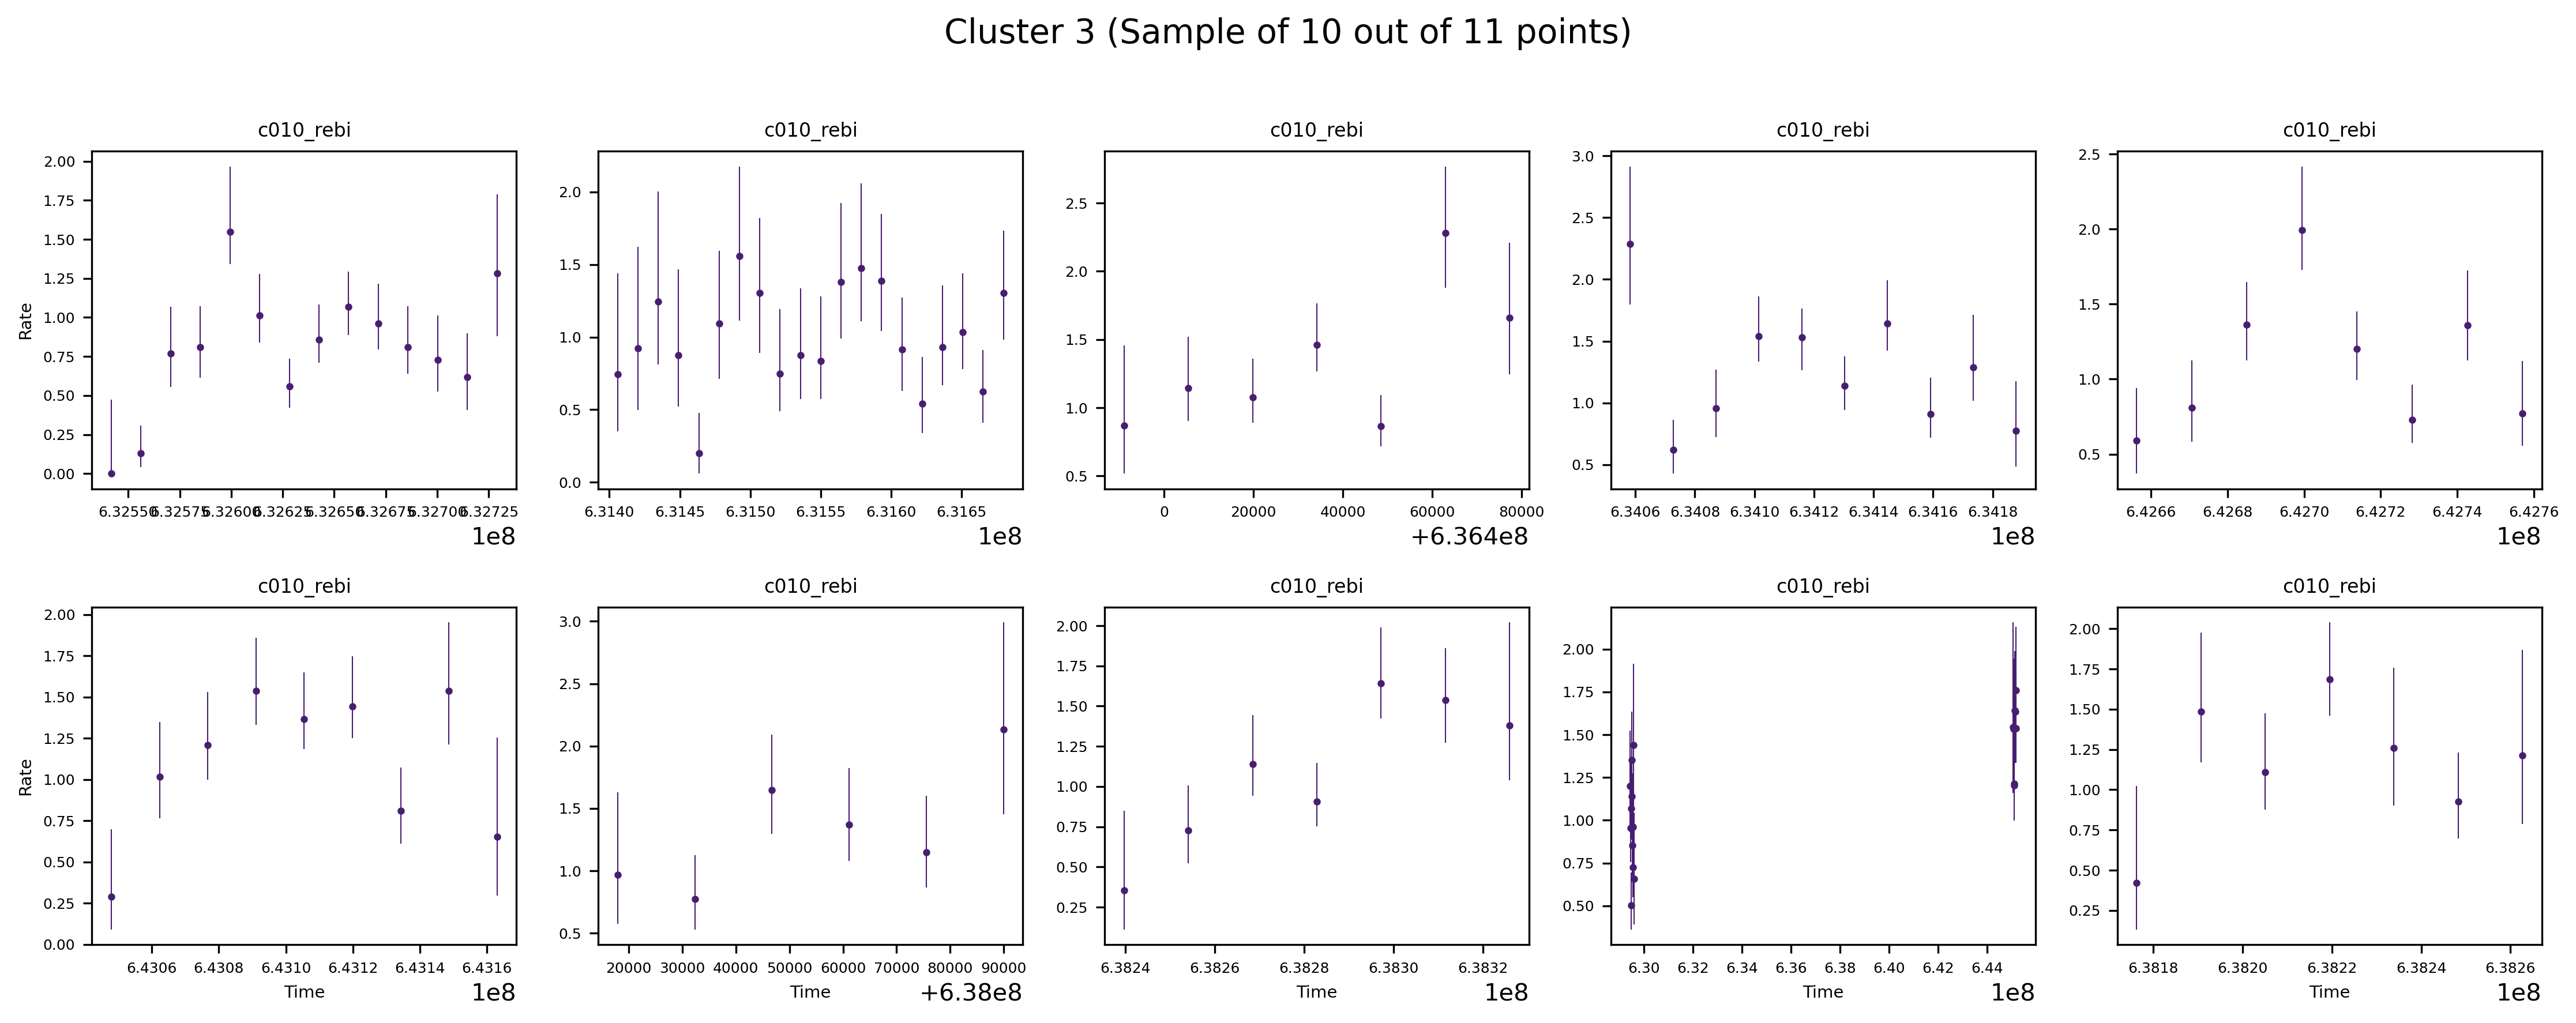 Cluster 3 (Sample of 10 out of 11 points)
c010_rebi c010_rebi c010_rebi c010_rebi c010_rebi
Rate
2.00
1.75
1.50
1.25
1.00
0.75
0.50
0.25
0.00
6.32550 6.32575 6.32600 6.32625 6.32650 6.32675 6.32700 6.32725
1e8
2.0
1.5
1.0
0.5
0.0
6.3140 6.3145 6.3150 6.3155 6.3160 6.3165
1e8
2.5
2.0
1.5
1.0
0.5
0 20000 40000 60000 80000
+6.364e8
3.0
2.5
2.0
1.5
1.0
0.5
6.3406 6.3408 6.3410 6.3412 6.3414 6.3416 6.3418
1e8
2.5
2.0
1.5
1.0
0.5
6.4266 6.4268 6.4270 6.4272 6.4274 6.4276
1e8
c010_rebi c010_rebi c010_rebi c010_rebi c010_rebi
Rate
2.00
1.75
1.50
1.25
1.00
0.75
0.50
0.25
0.00
6.4306 6.4308 6.4310 6.4312 6.4314 6.4316
Time
1e8
3.0
2.5
2.0
1.5
1.0
0.5
20000 30000 40000 50000 60000 70000 80000 90000
Time
+6.38e8
2.00
1.75
1.50
1.25
1.00
0.75
0.50
0.25
6.3824 6.3826 6.3828 6.3830 6.3832
Time
1e8
2.00
1.75
1.50
1.25
1.00
0.75
0.50
6.30 6.32 6.34 6.36 6.38 6.40 6.42 6.44
Time
1e8
2.00
1.75
1.50
1.25
1.00
0.75
0.50
0.25
6.3818 6.3820 6.3822 6.3824 6.3826
Time
1e8